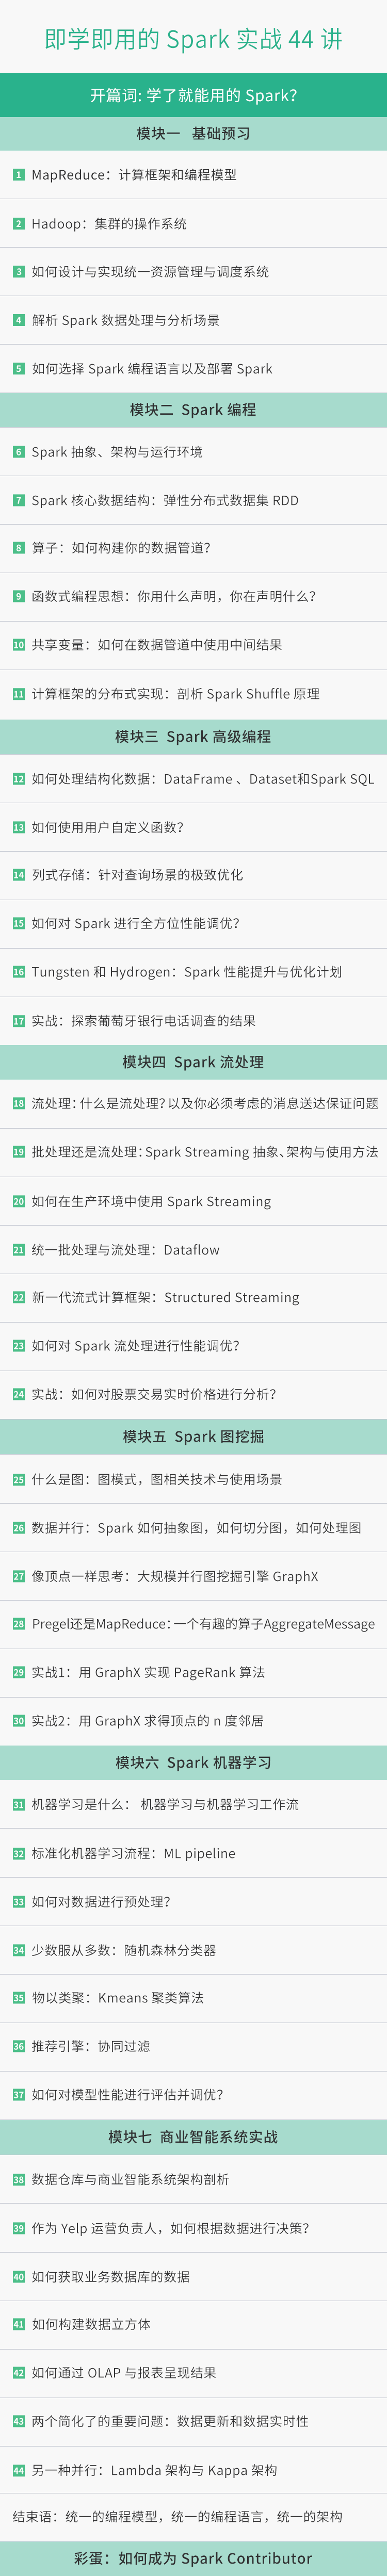 即学即用的 Spark 实战 44 讲
开篇词: 学了就能用的 Spark?
模块一 基础预习
1 MapReduce：计算框架和编程模型
2 Hadoop：集群的操作系统
3 如何设计与实现统一资源管理与调度系统
4 解析 Spark 数据处理与分析场景
5 如何选择 Spark 编程语言以及部署 Spark
模块二 Spark 编程
6 Spark 抽象、架构与运行环境
7 Spark 核心数据结构：弹性分布式数据集 RDD
8 算子：如何构建你的数据管道?
9 函数式编程思想：你用什么声明，你在声明什么?
10 共享变量：如何在数据管道中使用中间结果
11 计算框架的分布式实现：剖析 Spark Shuffle 原理
模块三 Spark 高级编程
12 如何处理结构化数据：DataFrame 、Dataset和Spark SQL
13 如何使用用户自定义函数?
14 列式存储：针对查询场景的极致优化
15 如何对 Spark 进行全方位性能调优?
16 Tungsten 和 Hydrogen：Spark 性能提升与优化计划
17 实战：探索葡萄牙银行电话调查的结果
模块四 Spark 流处理
18 流处理：什么是流处理？以及你必须考虑的消息送达保证问题
19 批处理还是流处理：Spark Streaming 抽象、架构与使用方法
20 如何在生产环境中使用 Spark Streaming
21 统一批处理与流处理：Dataflow
22 新一代流式计算框架：Structured Streaming
23 如何对 Spark 流处理进行性能调优?
24 实战：如何对股票交易实时价格进行分析?
模块五 Spark 图挖掘
25 什么是图：图模式，图相关技术与使用场景
26 数据并行：Spark 如何抽象图，如何切分图，如何处理图
27 像顶点一样思考：大规模并行图挖掘引擎 GraphX
28 Pregel还是MapReduce：一个有趣的算子AggregateMessage
29 实战1：用 GraphX 实现 PageRank 算法
30 实战2：用 GraphX 求得顶点的 n 度邻居
模块六 Spark 机器学习
31 机器学习是什么： 机器学习与机器学习工作流
32 标准化机器学习流程：ML pipeline
33 如何对数据进行预处理?
34 少数服从多数：随机森林分类器
35 物以类聚：Kmeans 聚类算法
36 推荐引擎：协同过滤
37 如何对模型性能进行评估并调优?
模块七 商业智能系统实战
38 数据仓库与商业智能系统架构剖析
39 作为 Yelp 运营负责人，如何根据数据进行决策?
40 如何获取业务数据库的数据
41 如何构建数据立方体
42 如何通过 OLAP 与报表呈现结果
43 两个简化了的重要问题：数据更新和数据实时性
44 另一种并行：Lambda 架构与 Kappa 架构
结束语：统一的编程模型，统一的编程语言，统一的架构
彩蛋：如何成为 Spark Contributor